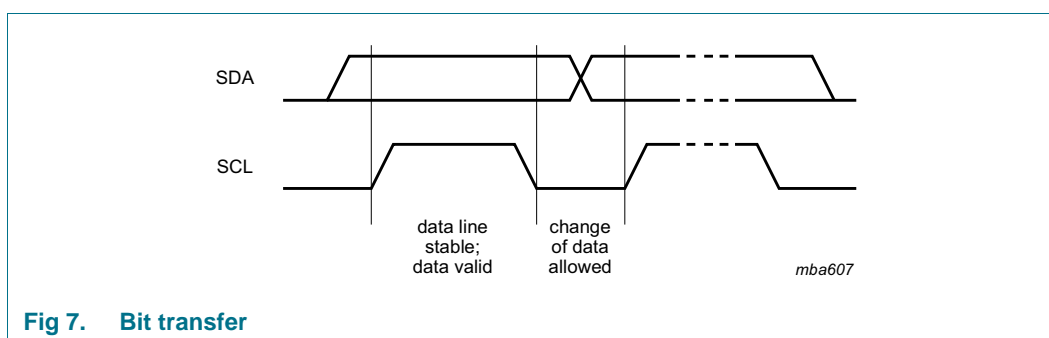 SDA
SCL
data line
stable;
data valid
change
of data
allowed
mba607
Fig 7. Bit transfer